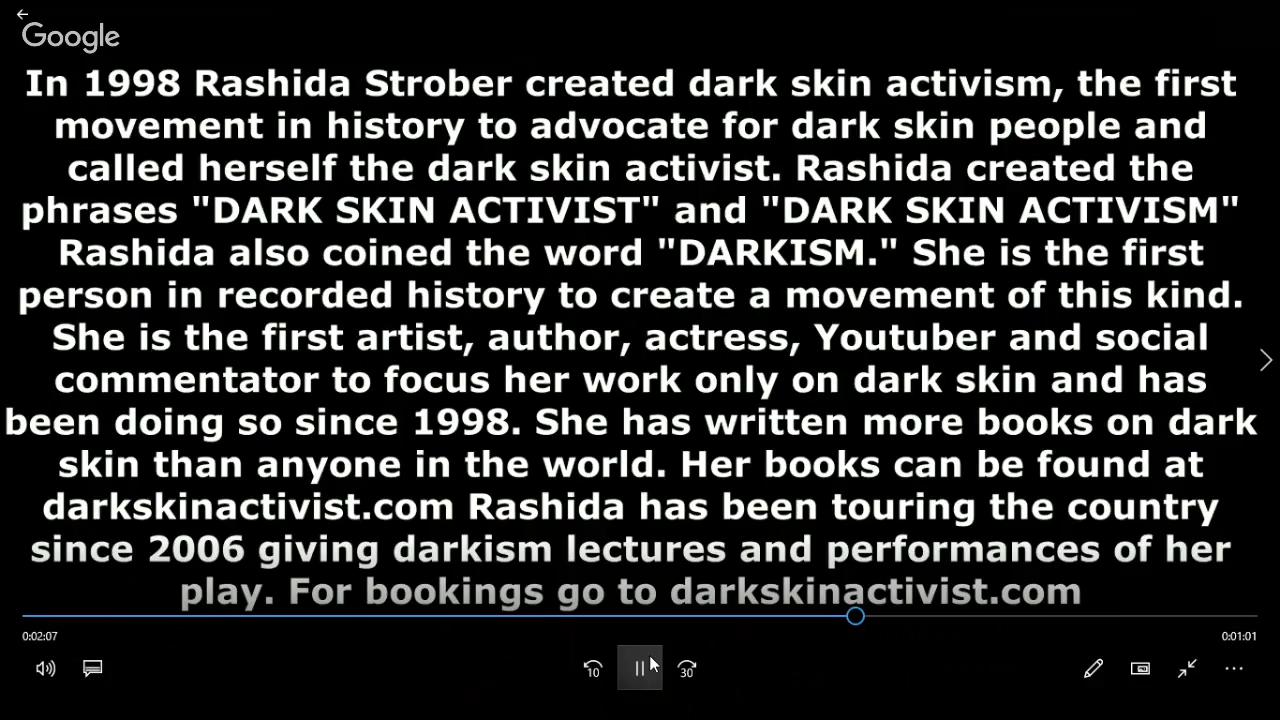 Google
In 1998 Rashida Strober created dark skin activism, the first
movement in history to advocate for dark skin people and
called herself the dark skin activist. Rashida created the
phrases "DARK SKIN ACTIVIST" and "DARK SKIN ACTIVISM"
Rashida also coined the word "DARKISM." She is the first
person in recorded history to create a movement of this kind.
She is the first artist, author, actress, Youtuber and social
commentator to focus her work only on dark skin and has
been doing so since 1998. She has written more books on dark
skin than anyone in the world. Her books can be found at
darkskinactivist.com Rashida has been touring the country
since 2006 giving darkism lectures and performances of her
play. For bookings go to darkskinactivist.com
0:02:07 0:01:01
10 30